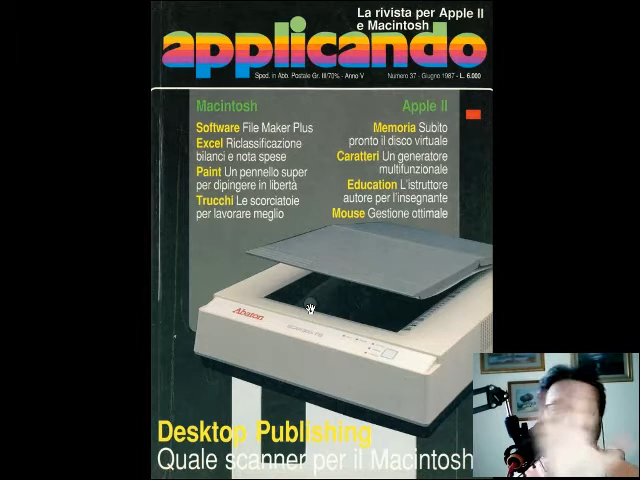 La rivista per Apple II
e Macintosh
applicando
Sped. in Abb. Postale Gr. III/70% - Anno V
Numero 37 - Giugno 1987 - L. 6.000
Macintosh
Software File Maker Plus
Excel Riclassificazione
bilanci e nota spese
Paint Un pennello super
per dipingere in libertà
Trucchi Le scorciatoie
per lavorare meglio
Apple II
Memoria Subito
pronto il disco virtuale
Caratteri Un generatore
multifunzionale
Education L'istruttore
autore per l'insegnante
Mouse Gestione ottimale
Abaton
Desktop Publishing
Quale scanner per il Macintosh